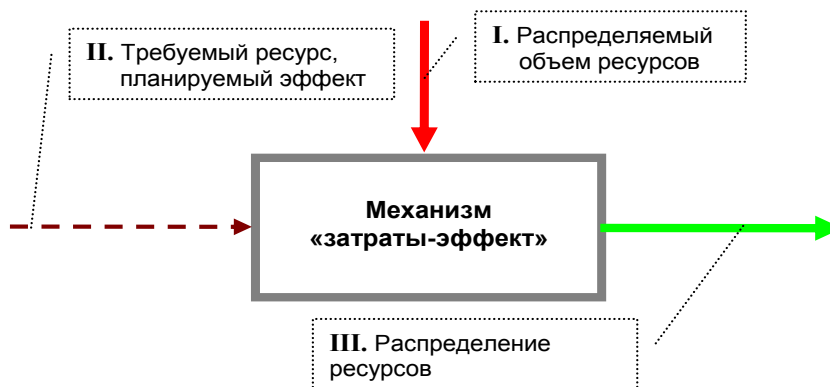 II. Требуемый ресурс,
планируемый эффект
I. Распределяемый
объем ресурсов
Механизм
«затраты-эффект»
III. Распределение
ресурсов